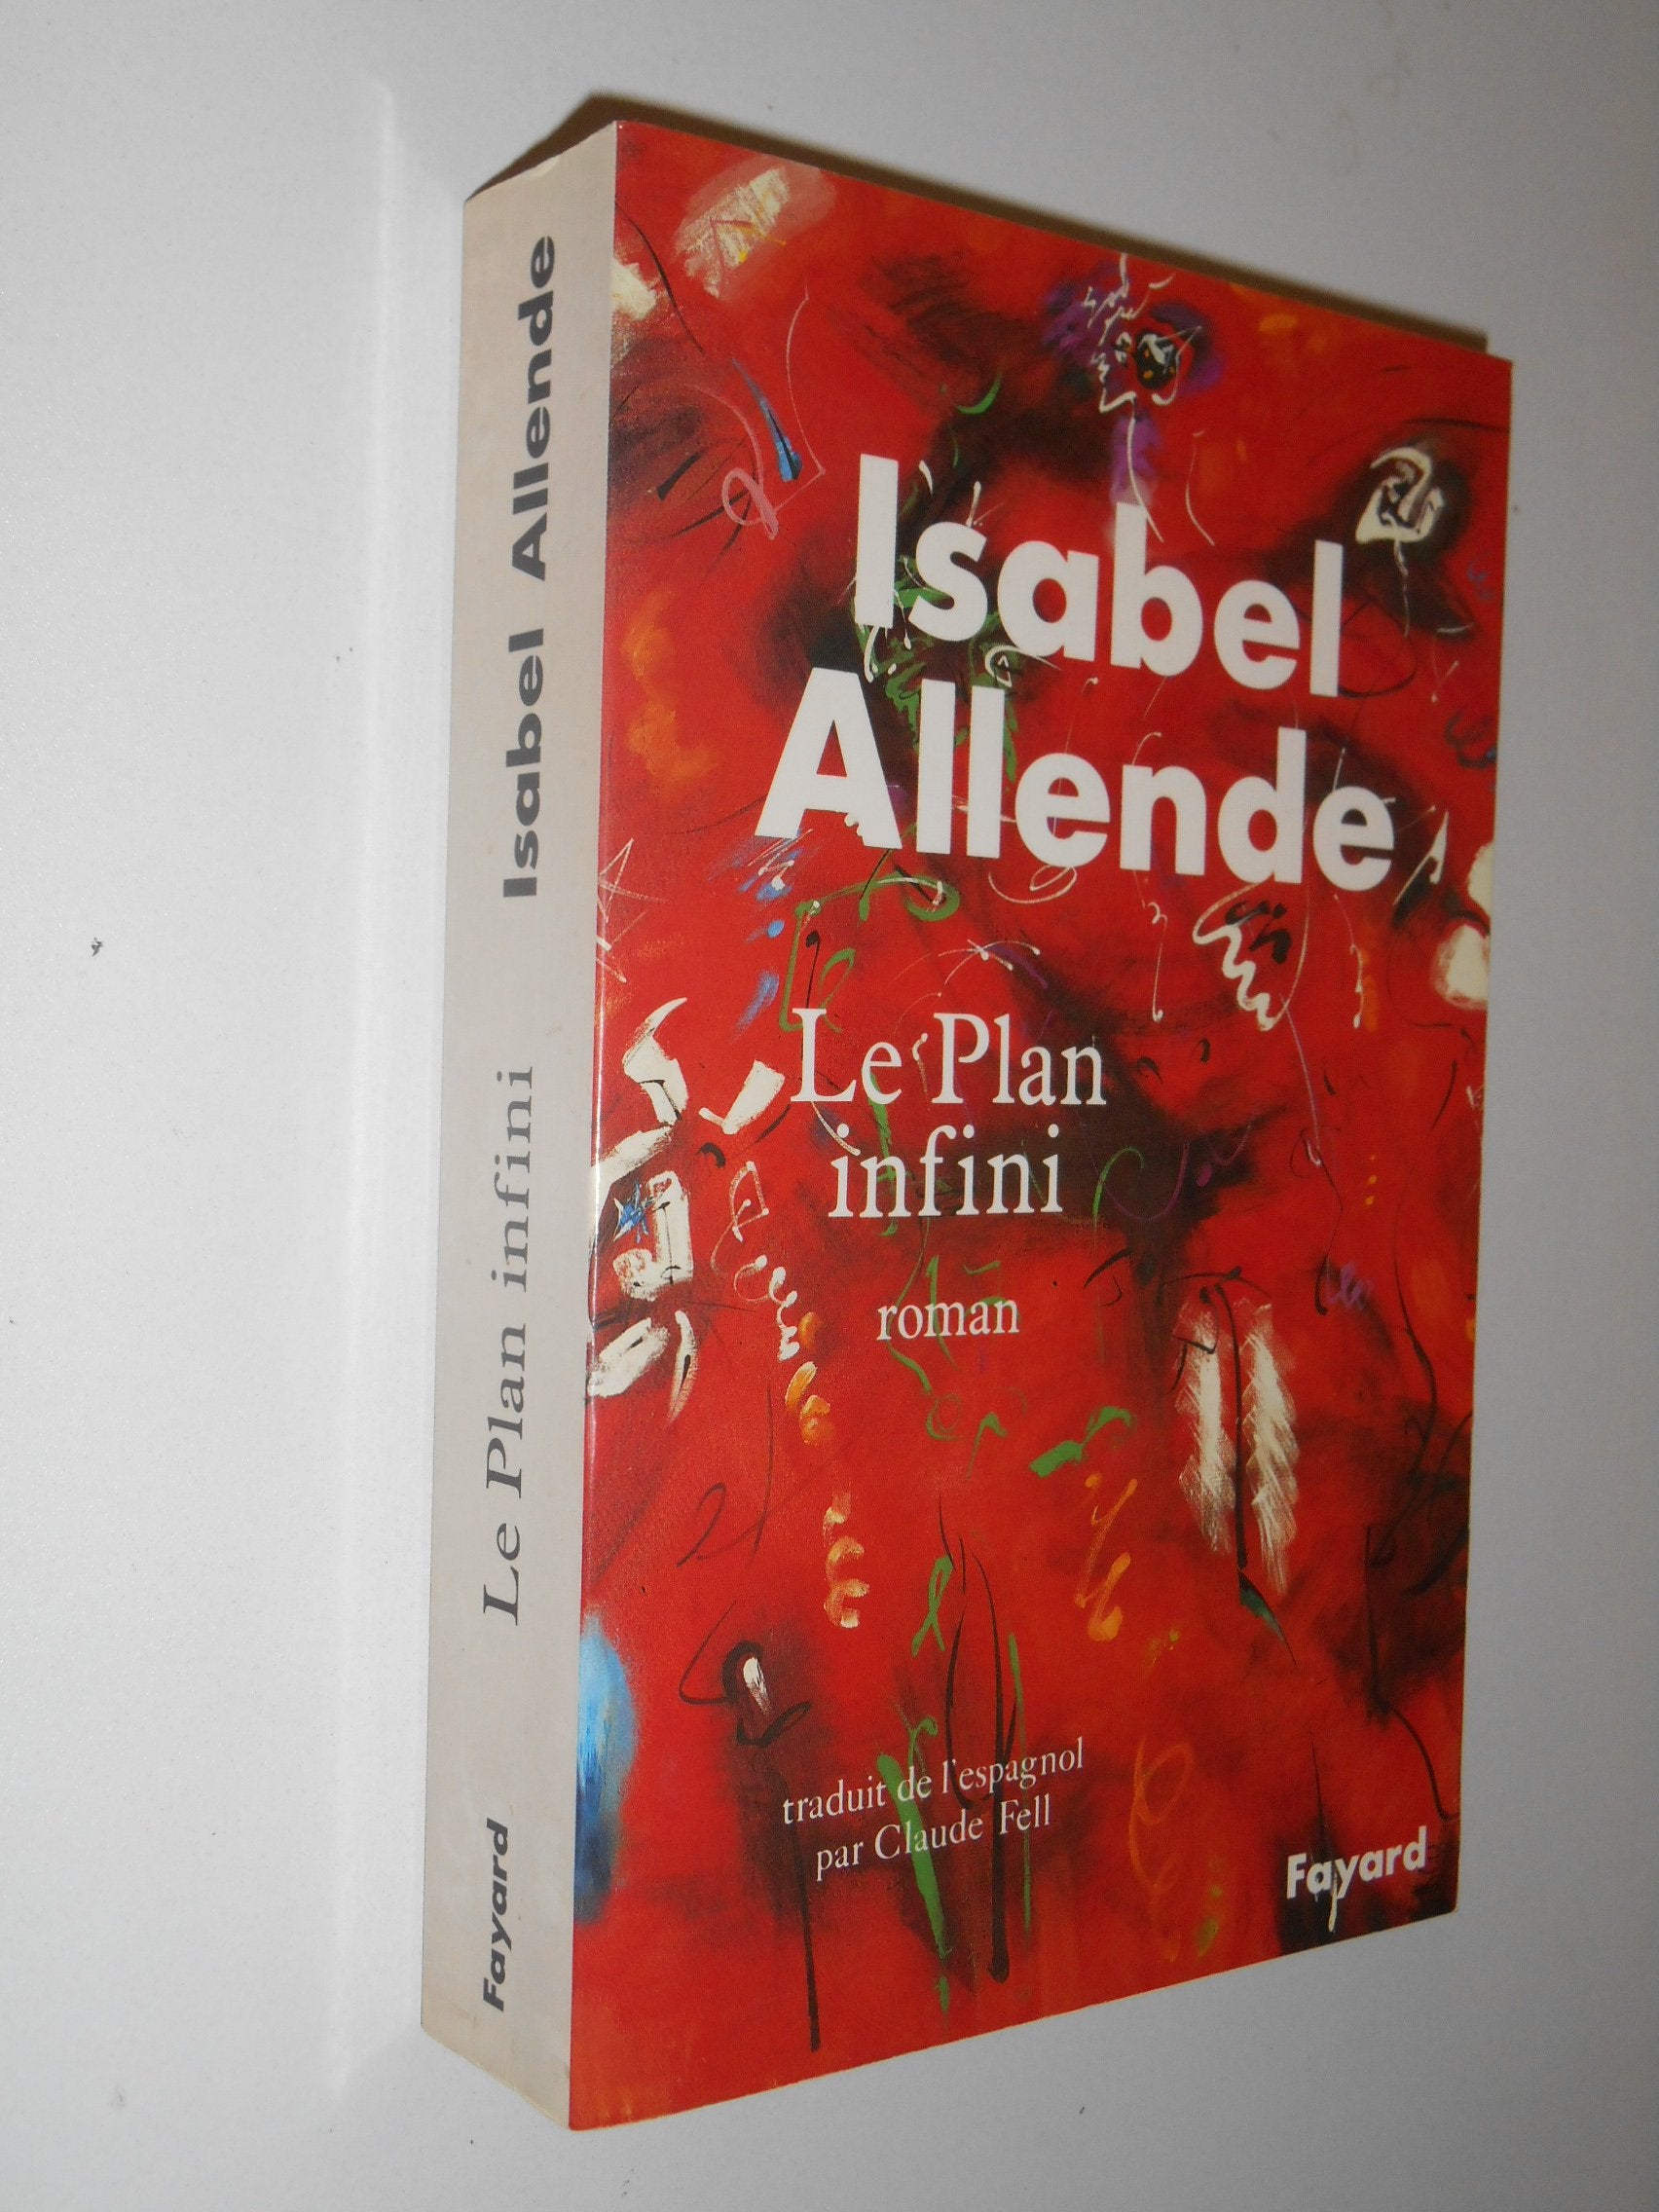 Isabel
Allende
Le Plan
infini
roman
traduit de l'espagnol
par Claude Fell
Fayard
Fayard Le Plan infini Isabel Allende